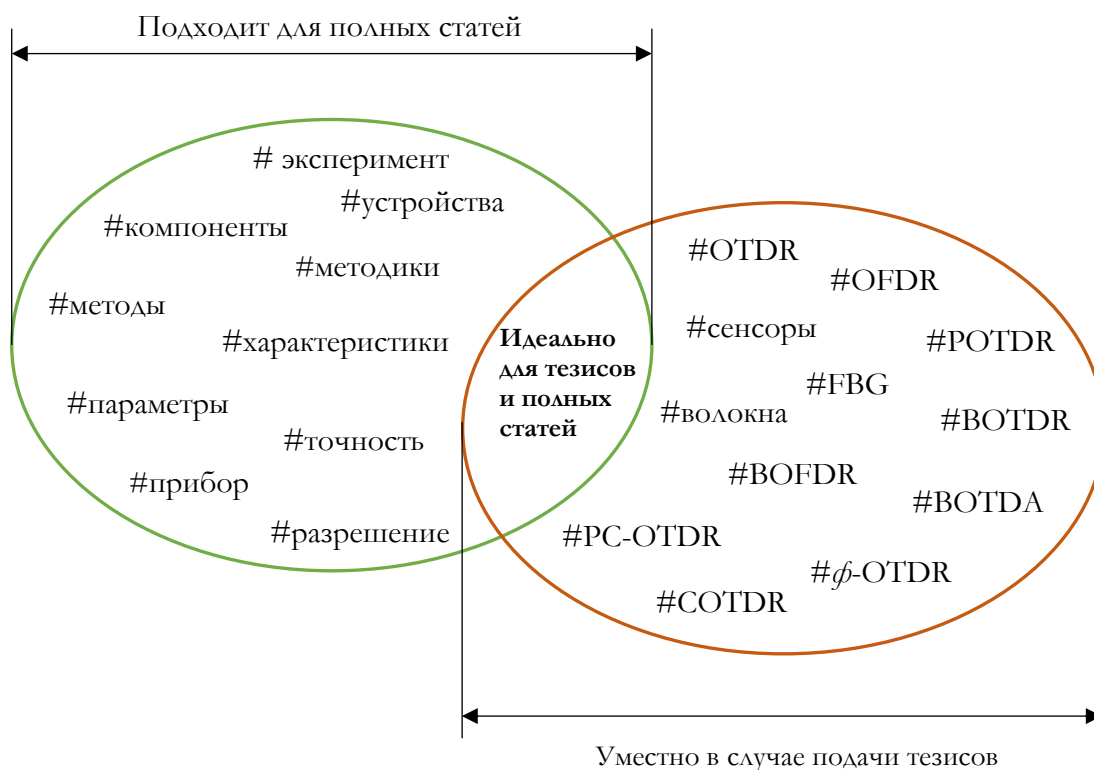 Подходит для полных статей
# эксперимент
#устройства
#компоненты
#методики
#методы
#характеристики
#параметры
#точность
#прибор
#разрешение
Идеально
для тезисов
и полных
статей
#OTDR
#OFDR
#сенсоры
#POTDR
#FBG
#волокна
#BOTDR
#BOFDR
#BOTDA
#PC-OTDR
#ф-OTDR
#COTDR
Уместно в случае подачи тезисов